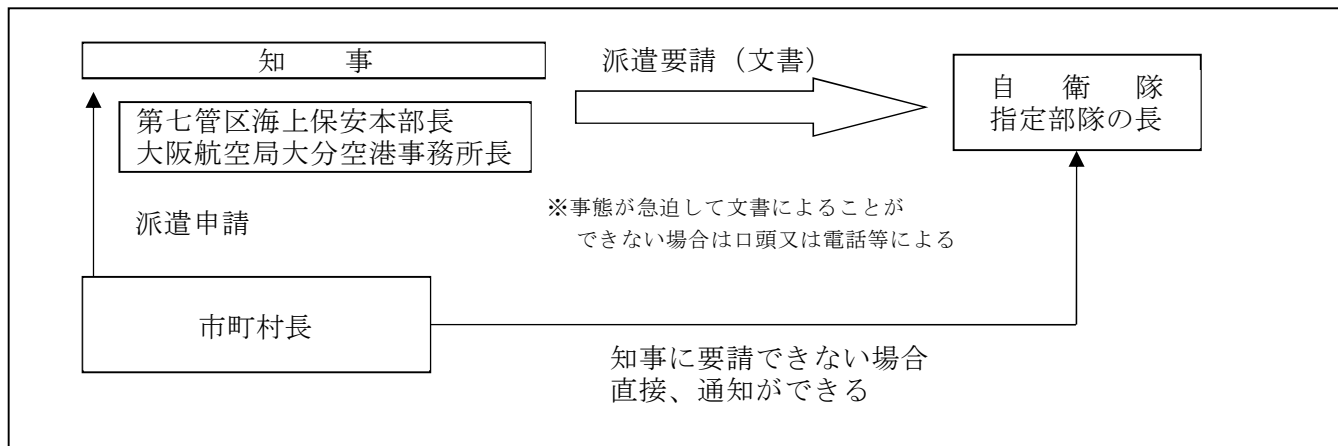 知　　事
派遣要請（文書）
自　衛　隊
指定部隊の長
第七管区海上保安本部長
大阪航空局大分空港事務所長
派遣申請
※事態が急迫して文書によることが
できない場合は口頭又は電話等による
市町村長
知事に要請できない場合
直接、通知ができる